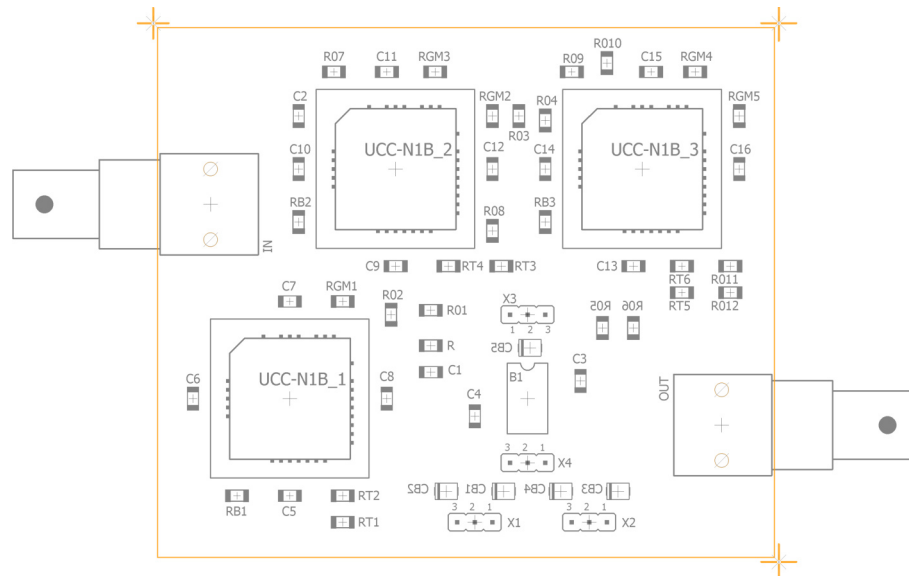 R010
R07 C11 RGM3 R09 C15 RGM4
C2 RGM2 R04 RGM5
R03
UCC-N1B_2 UCC-N1B_3
C10 C12 C14 C16
RB2 R08 RB3
IN
C9 RT4 RT3 C13 RT6 R011
RT5 R012
C7 RGM1 R02 R01 X3 R05 R06
1 2 3
R CB5
C1 B1 C3
UCC-N1B_1
C6 C8 C4 OUT
3 2 1
X4
CB2 CB1 CB4 CB3
RB1 C5 RT2
3 2 1 3 2 1
RT1 X1 X2